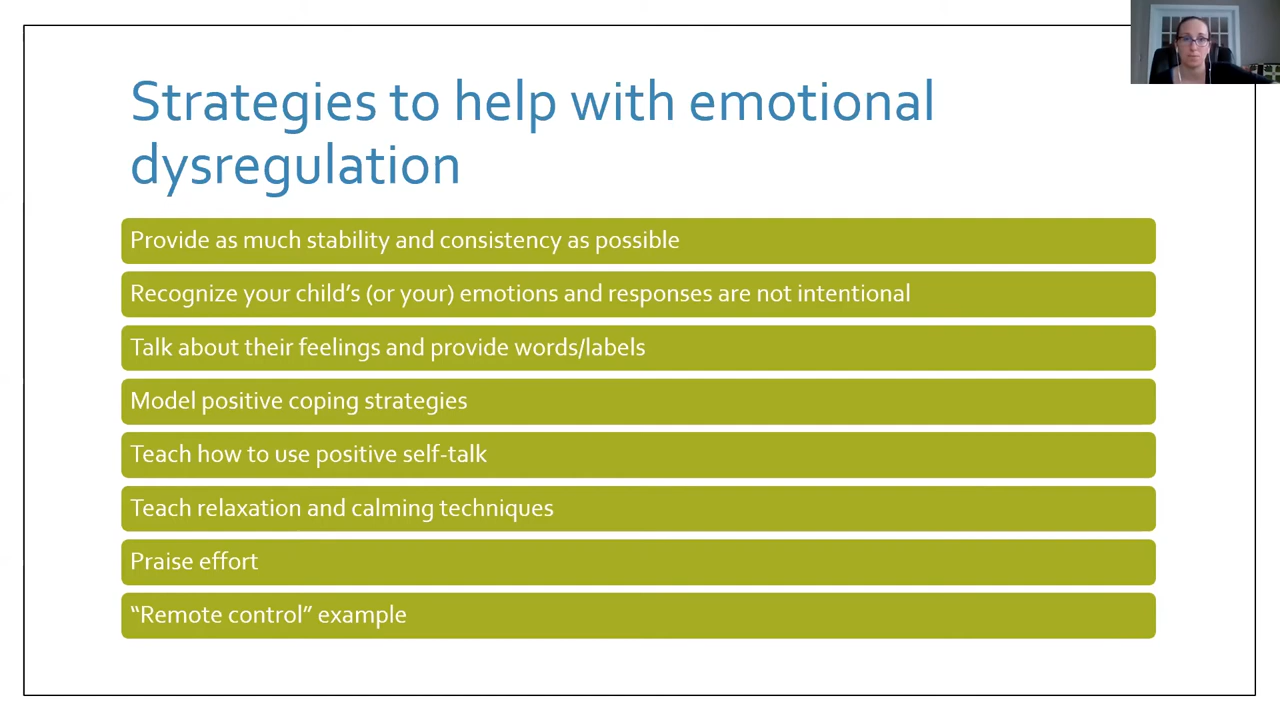 Strategies to help with emotional
dysregulation
Provide as much stability and consistency as possible
Recognize your child’s (or your) emotions and responses are not intentional
Talk about their feelings and provide words/labels
Model positive coping strategies
Teach how to use positive self-talk
Teach relaxation and calming techniques
Praise effort
“Remote control” example